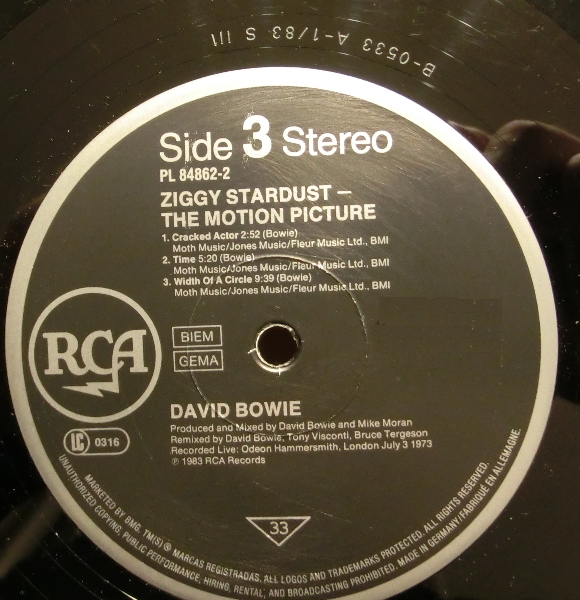 B-0533 A-1/83 S III
Side 3 Stereo
PL 84862-2
ZIGGY STARDUST –
THE MOTION PICTURE
1. Cracked Actor 2:52 (Bowie)
Moth Music/Jones Music/Fleur Music Ltd., BMI
2. Time 5:20 (Bowie)
Moth Music/Jones Music/Fleur Music Ltd., BMI
3. Width Of A Circle 9:39 (Bowie)
Moth Music/Jones Music/Fleur Music Ltd., BMI
RCA
BIEM
GEMA
DAVID BOWIE
Produced and Mixed by David Bowie and Mike Moran
Remixed by David Bowie, Tony Visconti, Bruce Tergeson
Recorded Live: Odeon Hammersmith, London July 3 1973
℗ 1983 RCA Records
LC 0316
33
MARKETED BY BMG. TM(S) ® MARCAS REGISTRADAS. ALL LOGOS AND TRADEMARKS PROTECTED. ALL RIGHTS RESERVED.
UNAUTHORIZED COPYING, PUBLIC PERFORMANCE, HIRING, RENTAL, AND BROADCASTING PROHIBITED. MADE IN GERMANY/FABRIQUÉ EN ALLEMAGNE.